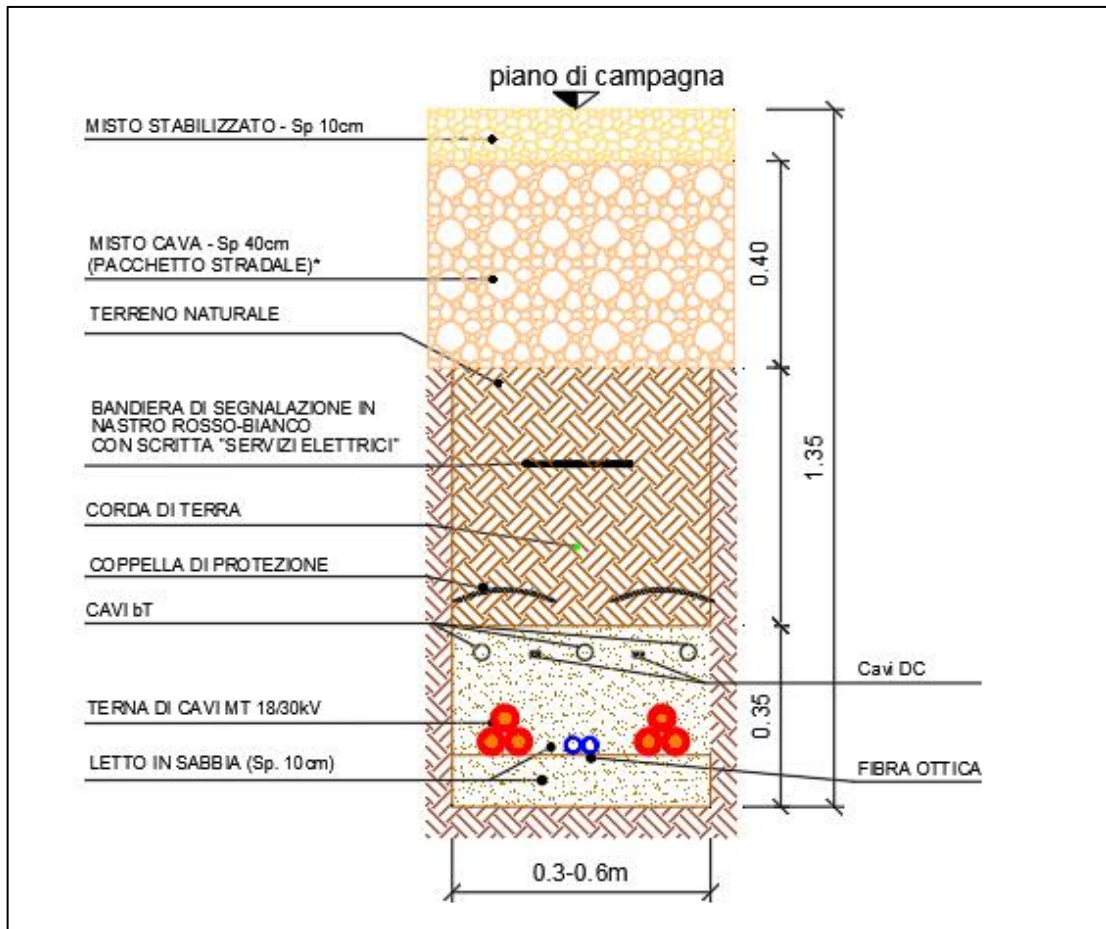 piano di campagna
MISTO STABILIZZATO - Sp 10cm
MISTO CAVA - Sp 40cm
(PACCHETTO STRADALE)*
TERRENO NATURALE
BANDIERA DI SEGNALAZIONE IN
NASTRO ROSSO-BIANCO
CON SCRITTA "SERVIZI ELETTRICI"
CORDA DI TERRA
COPPELLA DI PROTEZIONE
CAVI bT
TERNA DI CAVI MT 18/30kV
LETTO IN SABBIA (Sp. 10cm)
0.40
1.35
0.35
Cavi DC
FIBRA OTTICA
0.3-0.6m